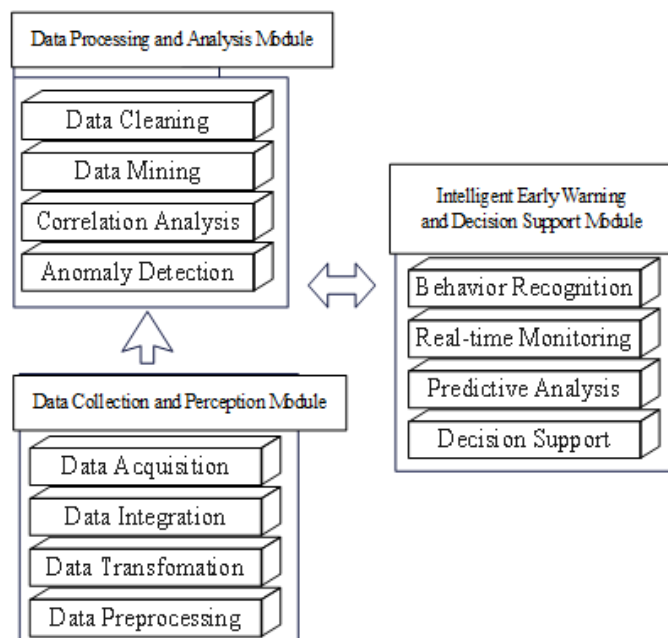 Data Processing and Analysis Module
Data Cleaning
Data Mining
Correlation Analysis
Anomaly Detection
Intelligent Early Warning
and Decision Support Module
Behavior Recognition
Real-time Monitoring
Predictive Analysis
Decision Support
Data Collection and Perception Module
Data Acquisition
Data Integration
Data Transfomation
Data Preprocessing